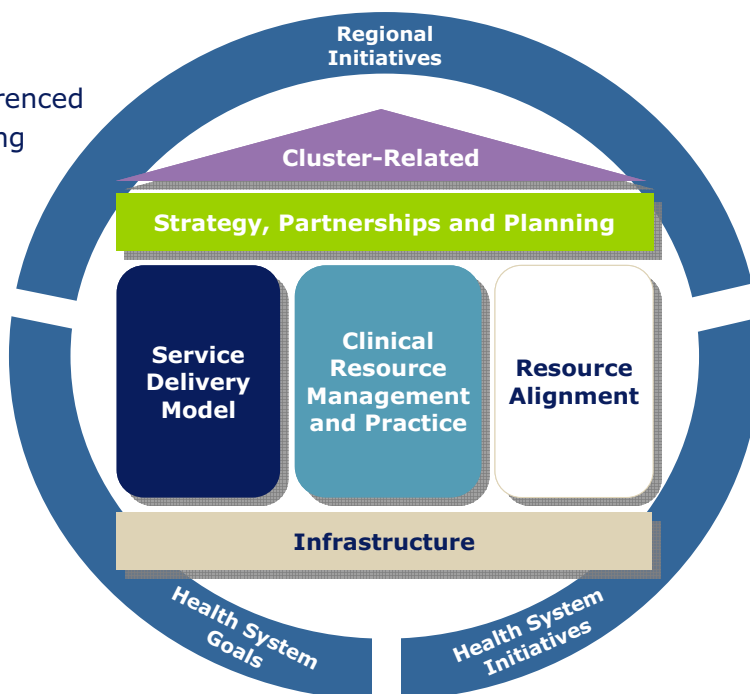 Regional
Initiatives
renced
ng
Cluster-Related
Strategy, Partnerships and Planning
Service
Delivery
Model
Clinical
Resource
Management
and Practice
Resource
Alignment
Infrastructure
Health System
Goals
Health System
Initiatives